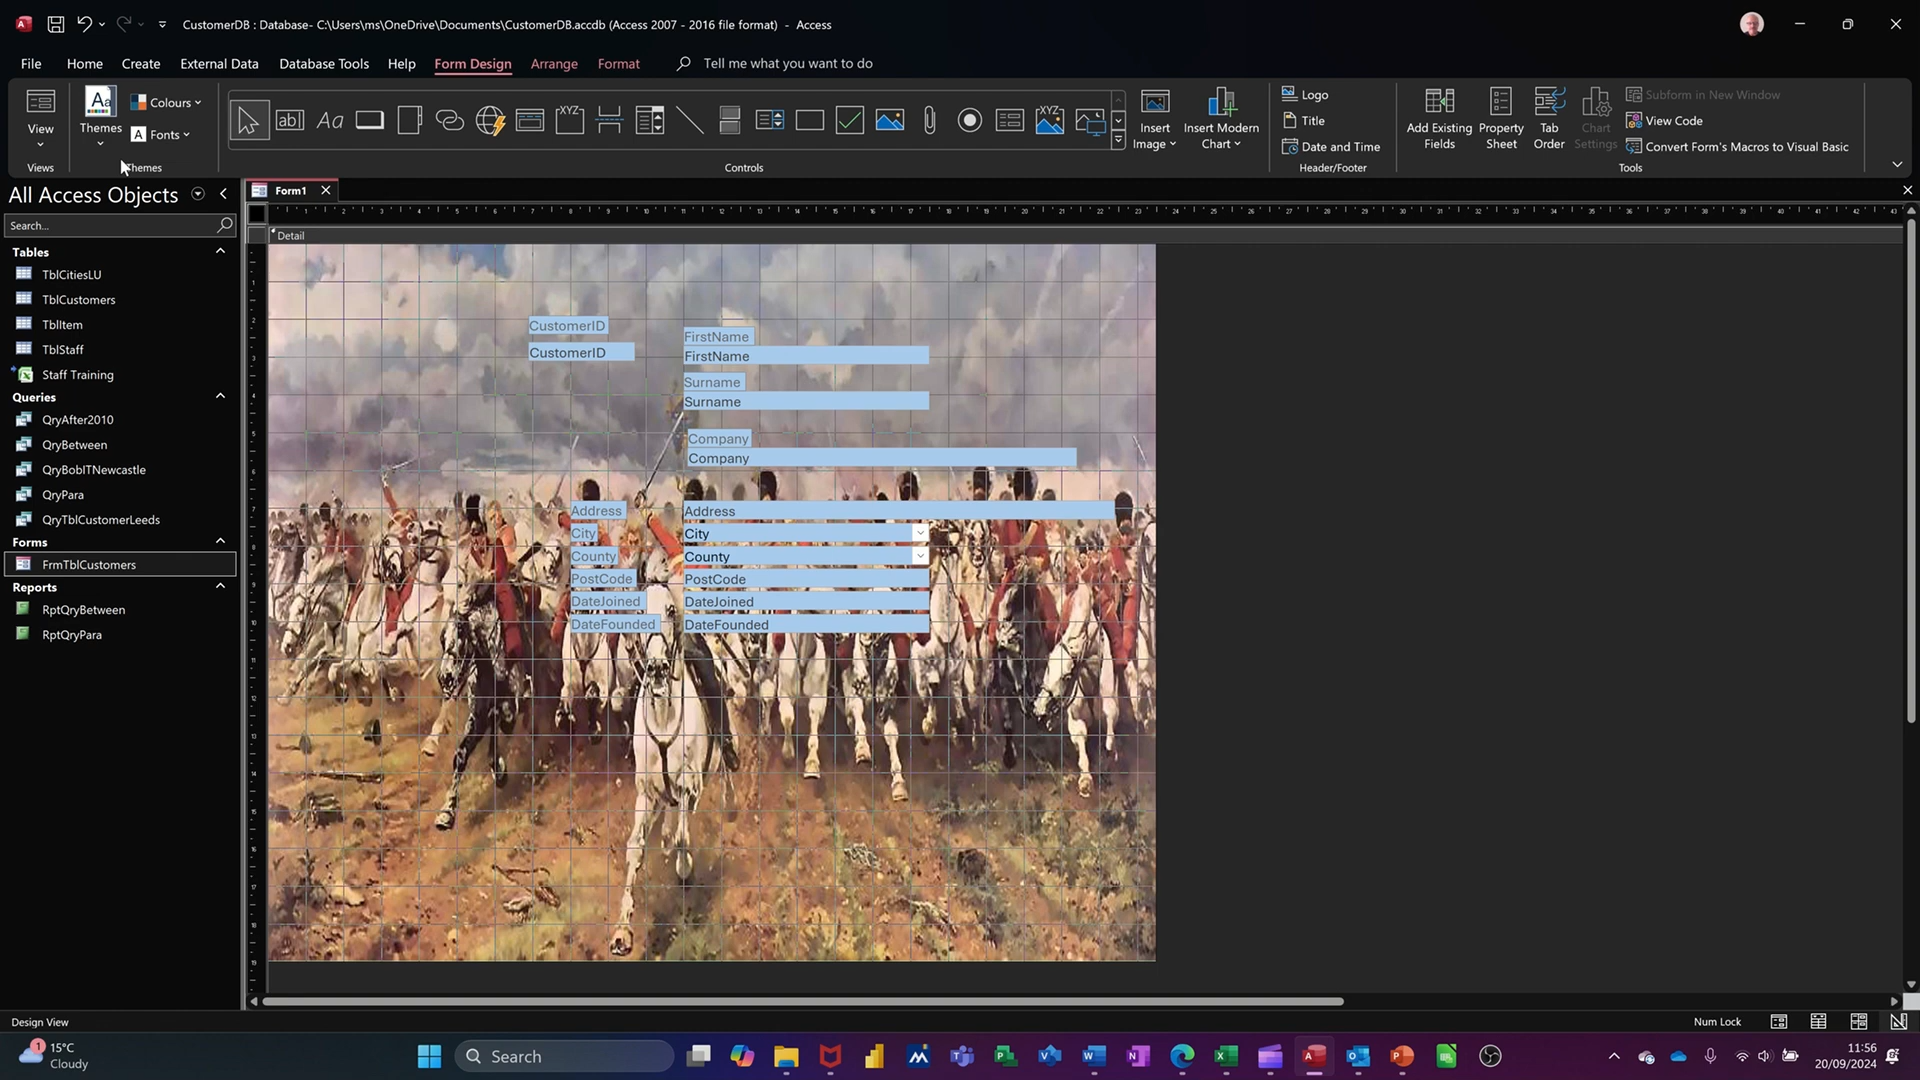 CustomerDB : Database- C:\Users\ms\OneDrive\Documents\CustomerDB.accdb (Access 2007 - 2016 file format) - Access
File Home Create External Data Database Tools Help Form Design Arrange Format Tell me what you want to do
View
Views
Aa
Themes
Colours
A Fonts
Themes
ab
Aa
XYZ
XYZ
Controls
Insert Image
Insert Modern Chart
Logo
Title
Date and Time
Header/Footer
Add Existing Fields
Property Sheet
Tab Order
Chart Settings
Subform in New Window
View Code
Convert Form's Macros to Visual Basic
Tools
All Access Objects
Search...
Tables
TblCitiesLU
TblCustomers
TblItem
TblStaff
Staff Training
Queries
QryAfter2010
QryBetween
QryBobITNewcastle
QryPara
QryTblCustomerLeeds
Forms
FrmTblCustomers
Reports
RptQryBetween
RptQryPara
Form1
Detail
CustomerID
CustomerID
FirstName
FirstName
Surname
Surname
Company
Company
Address Address
City City
County County
PostCode PostCode
DateJoined DateJoined
DateFounded DateFounded
Design View
Num Lock
1
15°C
Cloudy
Search
11:56
20/09/2024